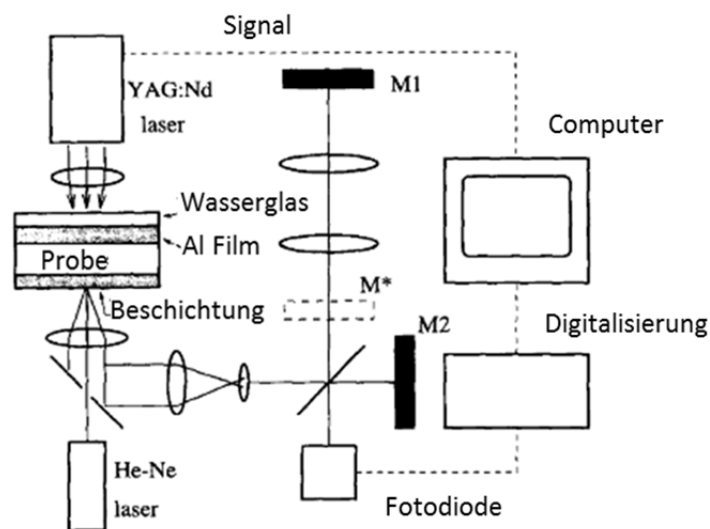 Signal
YAG:Nd
laser
M1
Computer
Wasserglas
Al Film
Probe
M*
Beschichtung
M2
Digitalisierung
He-Ne
laser
Fotodiode